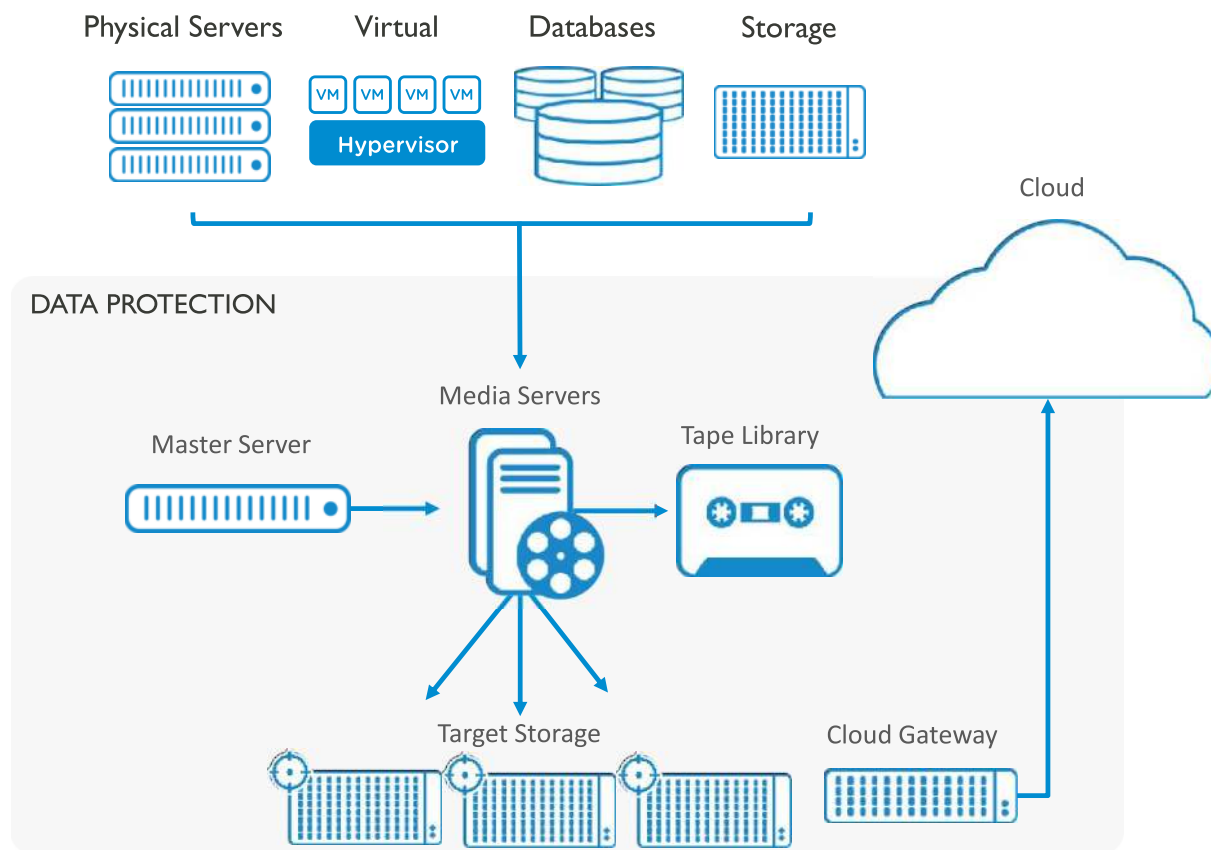 Physical Servers
Virtual
Databases
Storage
VM VM VM VM
Hypervisor
Cloud
DATA PROTECTION
Media Servers
Master Server
Tape Library
Target Storage
Cloud Gateway